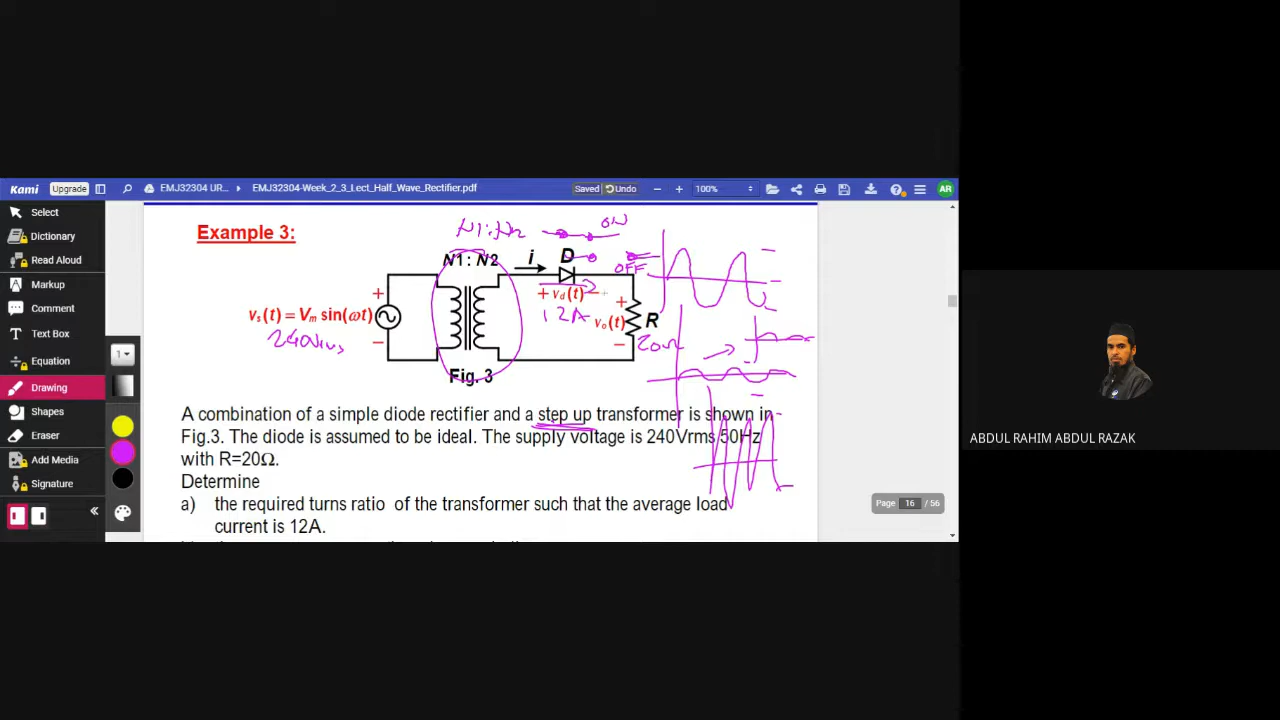 Kami
Upgrade
EMJ32304 UR...
EMJ32304-Week_2_3_Lect_Half_Wave_Rectifier.pdf
Saved
Undo
100%
AR
Select
Dictionary
Read Aloud
Markup
Comment
Text Box
Equation
Drawing
Shapes
Eraser
Add Media
Signature
1
Example 3:
N1:N2
ON
OFF
N1 : N2
i
D
+ vd(t) −
12A
vs(t) = Vm sin(ωt)
240Vrms
+
−
+
vo(t)
−
R
20Ω
Fig. 3
A combination of a simple diode rectifier and a step up transformer is shown in
Fig.3. The diode is assumed to be ideal. The supply voltage is 240Vrms 50Hz
with R=20Ω.
Determine
a) the required turns ratio of the transformer such that the average load
current is 12A.
Page 16 / 56
ABDUL RAHIM ABDUL RAZAK